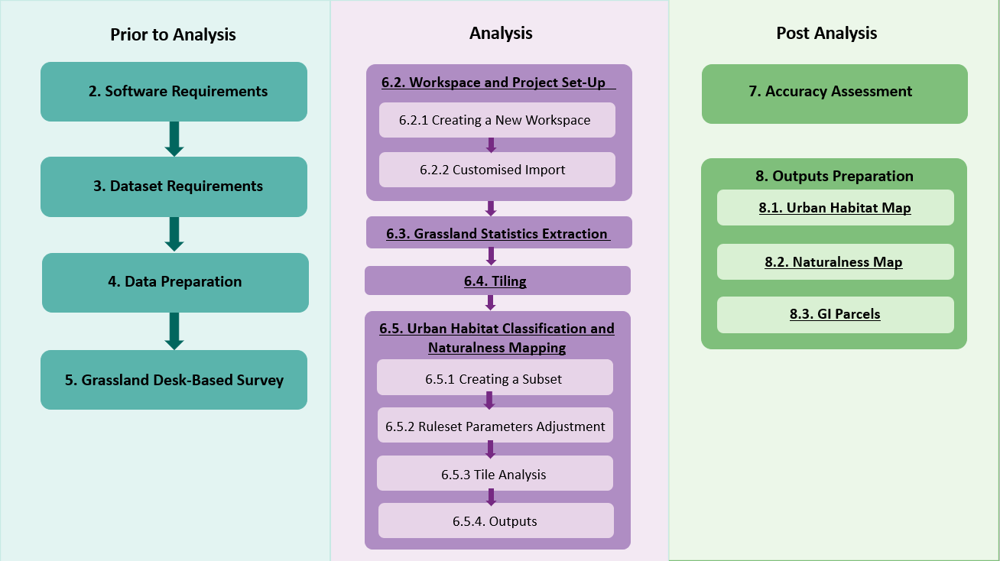 Prior to Analysis
2. Software Requirements
3. Dataset Requirements
4. Data Preparation
5. Grassland Desk-Based Survey
Analysis
6.2. Workspace and Project Set-Up
6.2.1 Creating a New Workspace
6.2.2 Customised Import
6.3. Grassland Statistics Extraction
6.4. Tiling
6.5. Urban Habitat Classification and
Naturalness Mapping
6.5.1 Creating a Subset
6.5.2 Ruleset Parameters Adjustment
6.5.3 Tile Analysis
6.5.4. Outputs
Post Analysis
7. Accuracy Assessment
8. Outputs Preparation
8.1. Urban Habitat Map
8.2. Naturalness Map
8.3. GI Parcels